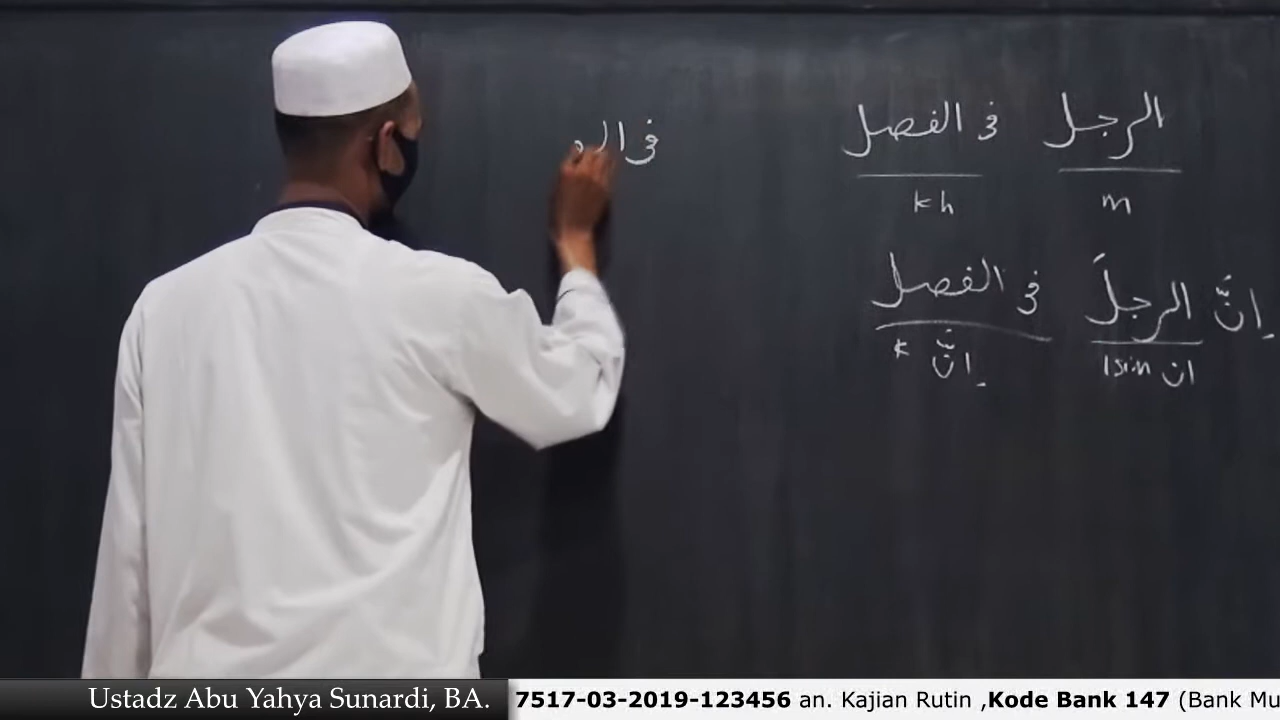 الرجل في الفصل
m kh
إنَّ الرجلَ في الفصل
ان isim إنَّ k
في ال
Ustadz Abu Yahya Sunardi, BA.
7517-03-2019-123456 an. Kajian Rutin ,Kode Bank 147 (Bank Mu